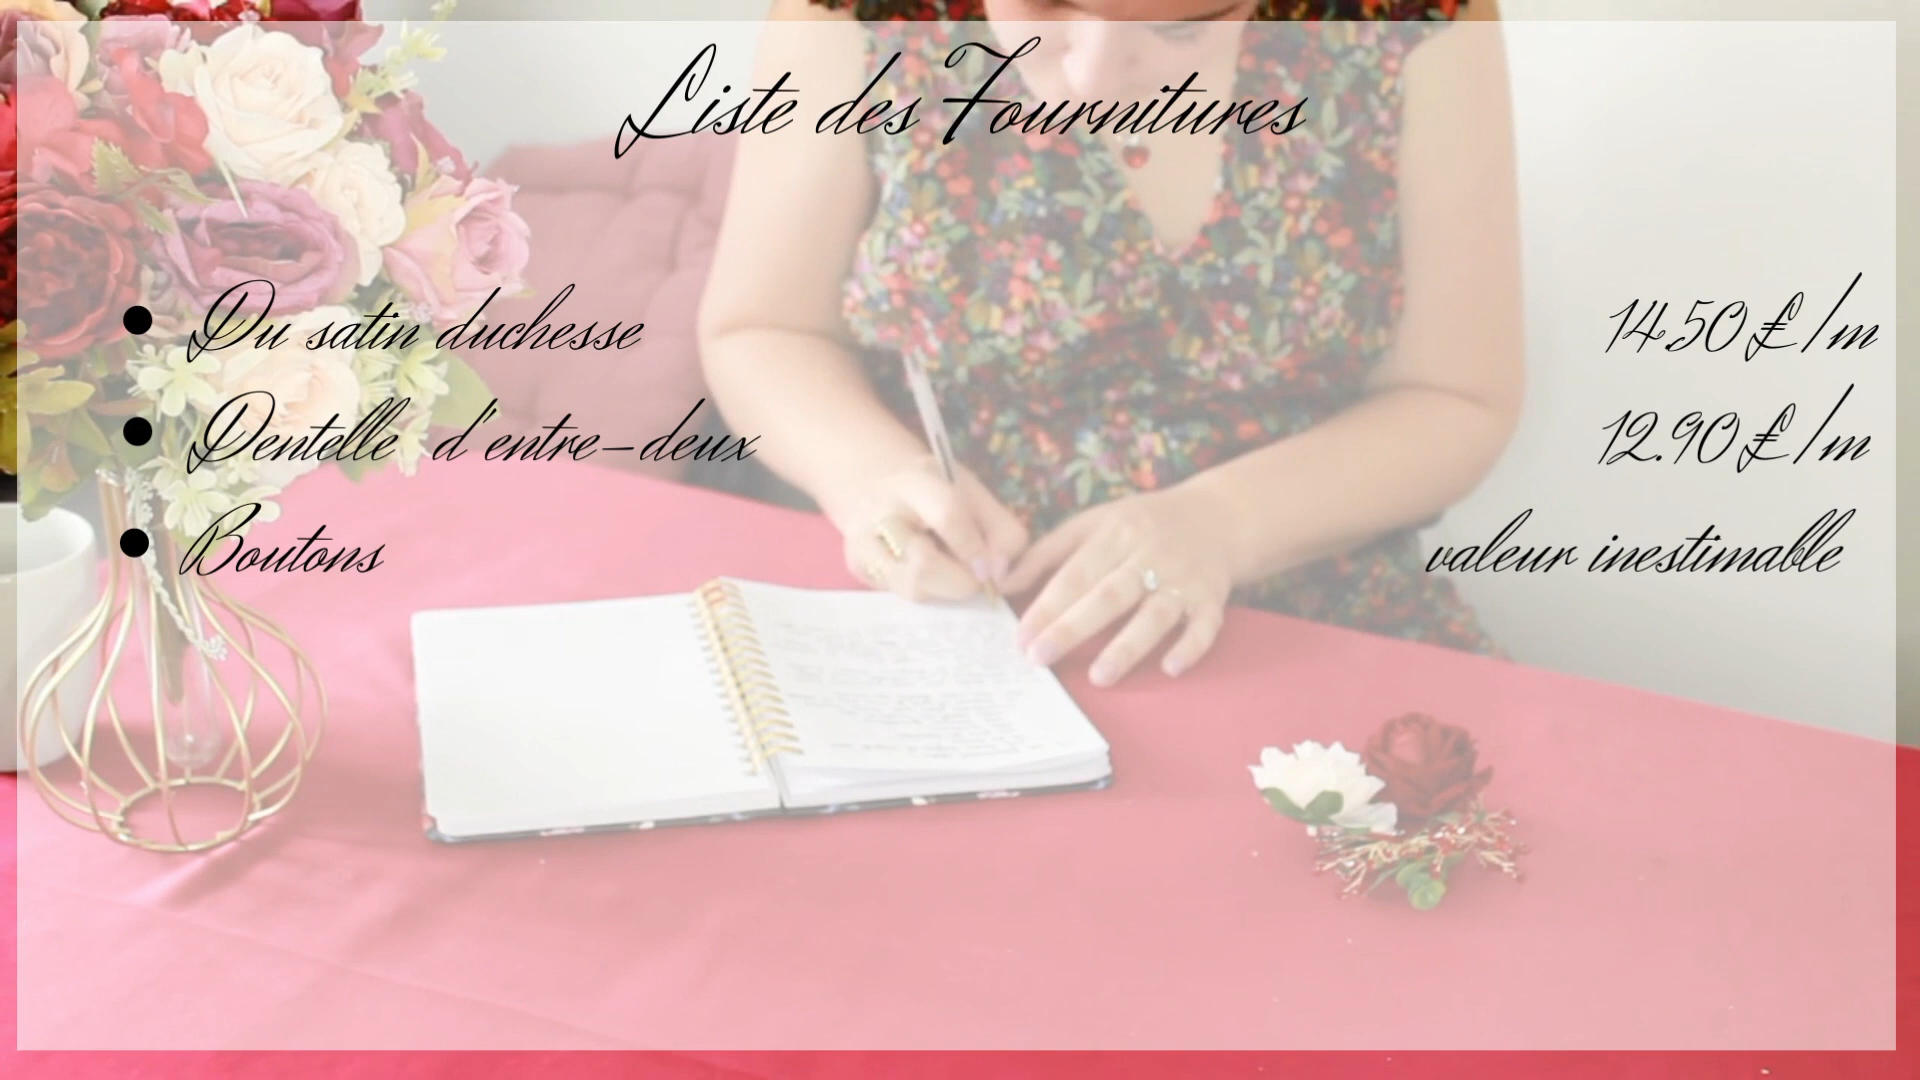 Liste des Fournitures
• Du satin duchesse 14.50£/m
• Dentelle d'entre-deux 12.90£/m
• Boutons valeur inestimable